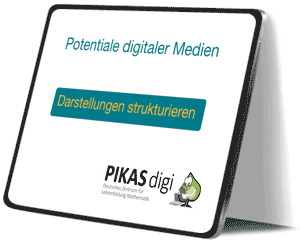 Potentiale digitaler Medien
Darstellungen strukturieren
PIKAS digi
Deutsches Zentrum für
Lehrerbildung Mathematik